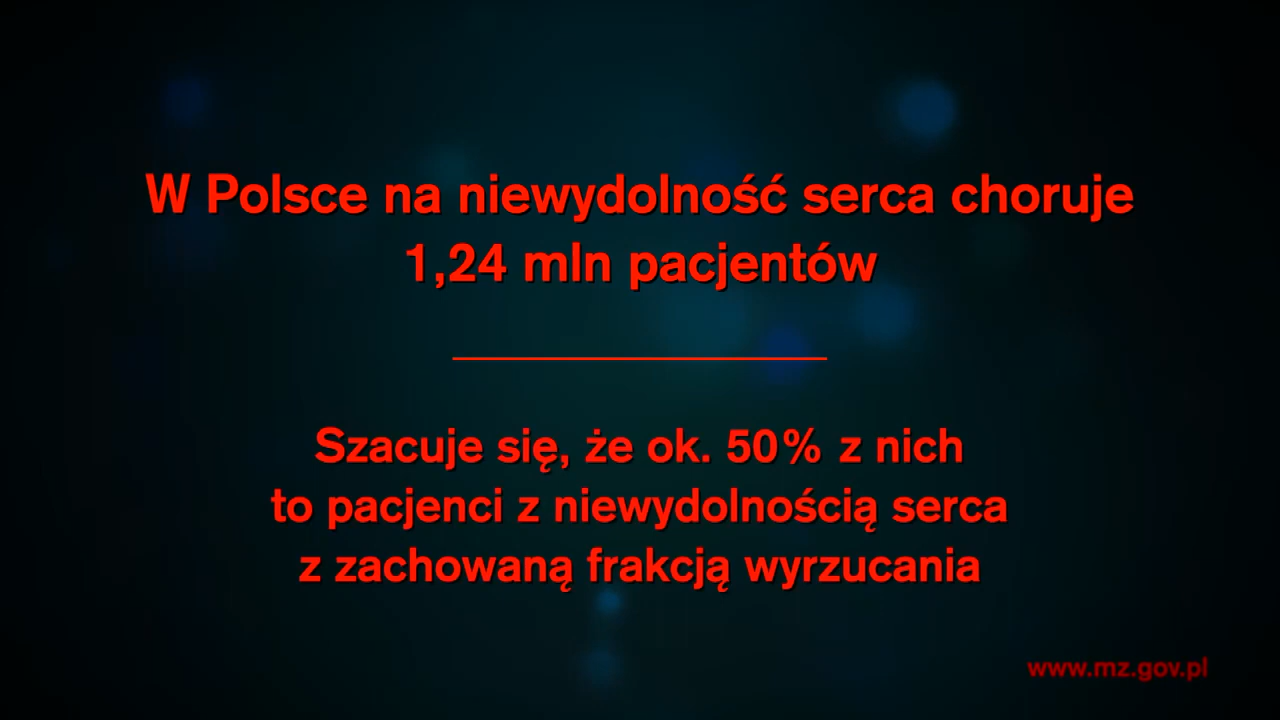 W Polsce na niewydolność serca choruje
1,24 mln pacjentów
Szacuje się, że ok. 50% z nich
to pacjenci z niewydolnością serca
z zachowaną frakcją wyrzucania
www.mz.gov.pl